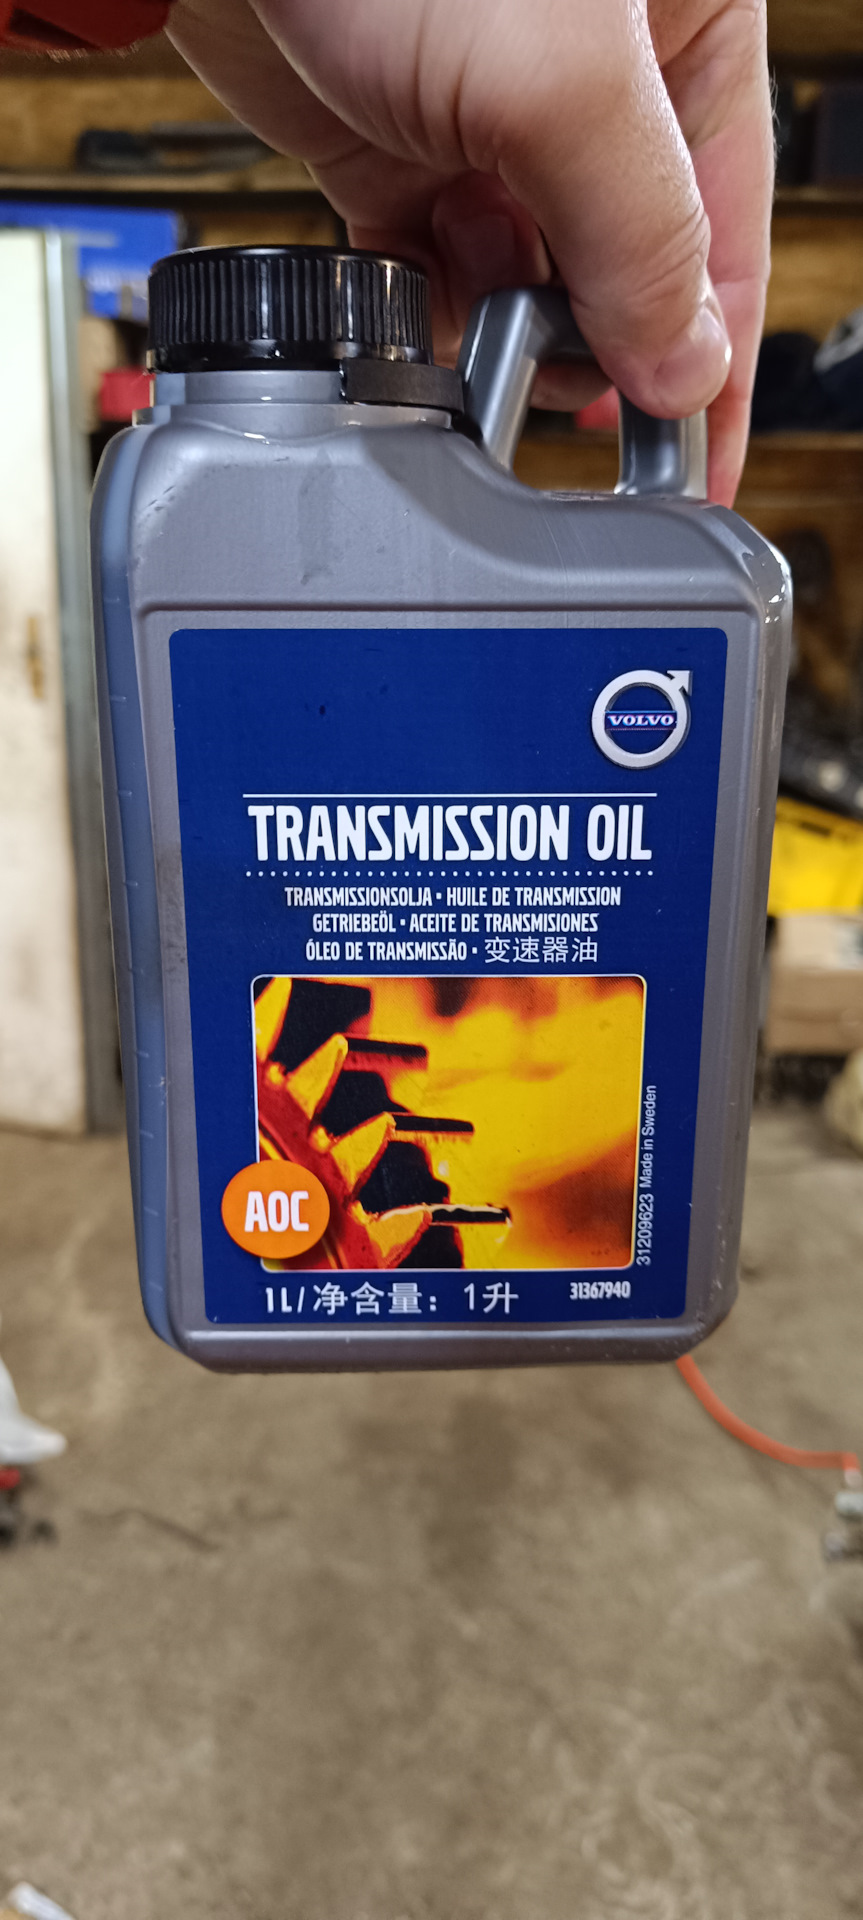 VOLVO
TRANSMISSION OIL
TRANSMISSIONSOLJA · HUILE DE TRANSMISSION
GETRIEBEÖL · ACEITE DE TRANSMISIONES
ÓLEO DE TRANSMISSÃO · 变速器油
31209623 Made in Sweden
AOC
1L/净含量：1升
31367940